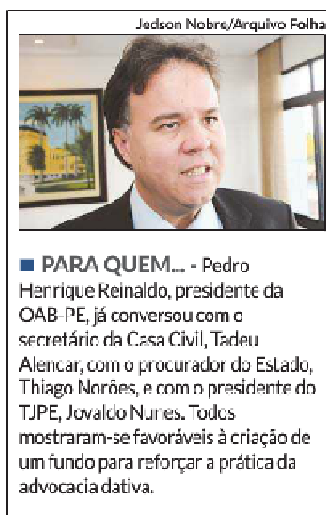 Jedson Nobre/Arquivo Folha
■ PARA QUEM... - Pedro
Henrique Reinaldo, presidente da
OAB-PE, já conversou com o
secretário da Casa Civil, Tadeu
Alencar, com o procurador do Estado,
Thiago Norões, e com o presidente do
TJPE, Jovaldo Nunes. Todos
mostraram-se favoráveis à criação de
um fundo para reforçar a prática da
advocacia dativa.